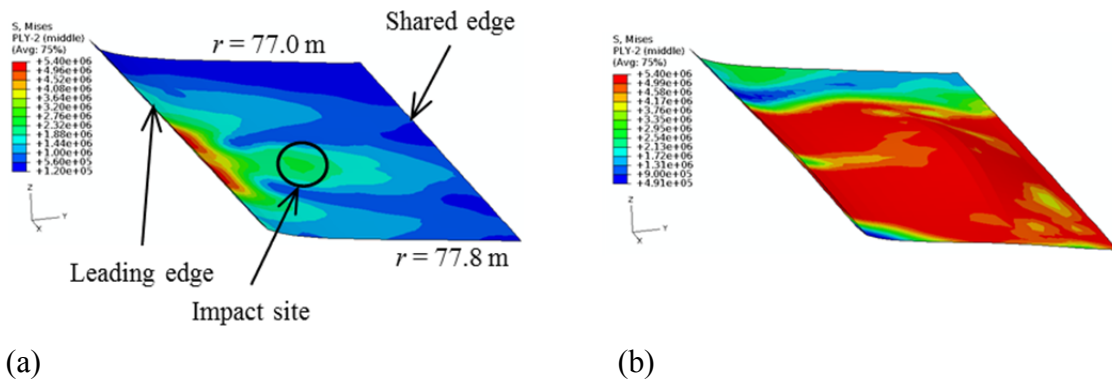 S, Mises
PLY-2 (middle)
(Avg: 75%)
+5.40e+06
+4.96e+06
+4.52e+06
+4.08e+06
+3.64e+06
+3.20e+06
+2.76e+06
+2.32e+06
+1.88e+06
+1.44e+06
+1.00e+06
+5.60e+05
+1.20e+05
Z
Y
X
r = 77.0 m
Shared edge
Leading edge
Impact site
r = 77.8 m
(a)
S, Mises
PLY-2 (middle)
(Avg: 75%)
+5.40e+06
+4.99e+06
+4.58e+06
+4.17e+06
+3.76e+06
+3.35e+06
+2.95e+06
+2.54e+06
+2.13e+06
+1.72e+06
+1.31e+06
+9.00e+05
+4.91e+05
Z
Y
X
(b)